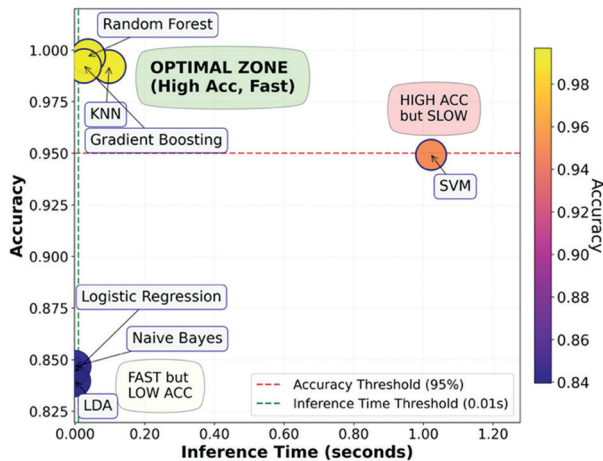 Random Forest
OPTIMAL ZONE
(High Acc, Fast)
KNN
Gradient Boosting
HIGH ACC
but SLOW
SVM
Logistic Regression
Naive Bayes
FAST but
LOW ACC
LDA
Accuracy Threshold (95%)
Inference Time Threshold (0.01s)
Accuracy
1.000
0.975
0.950
0.925
0.900
0.875
0.850
0.825
0.000
0.20
0.40
0.60
0.80
1.00
1.20
Inference Time (seconds)
0.98
0.96
0.94
0.92
0.90
0.88
0.86
0.84
Accuracy